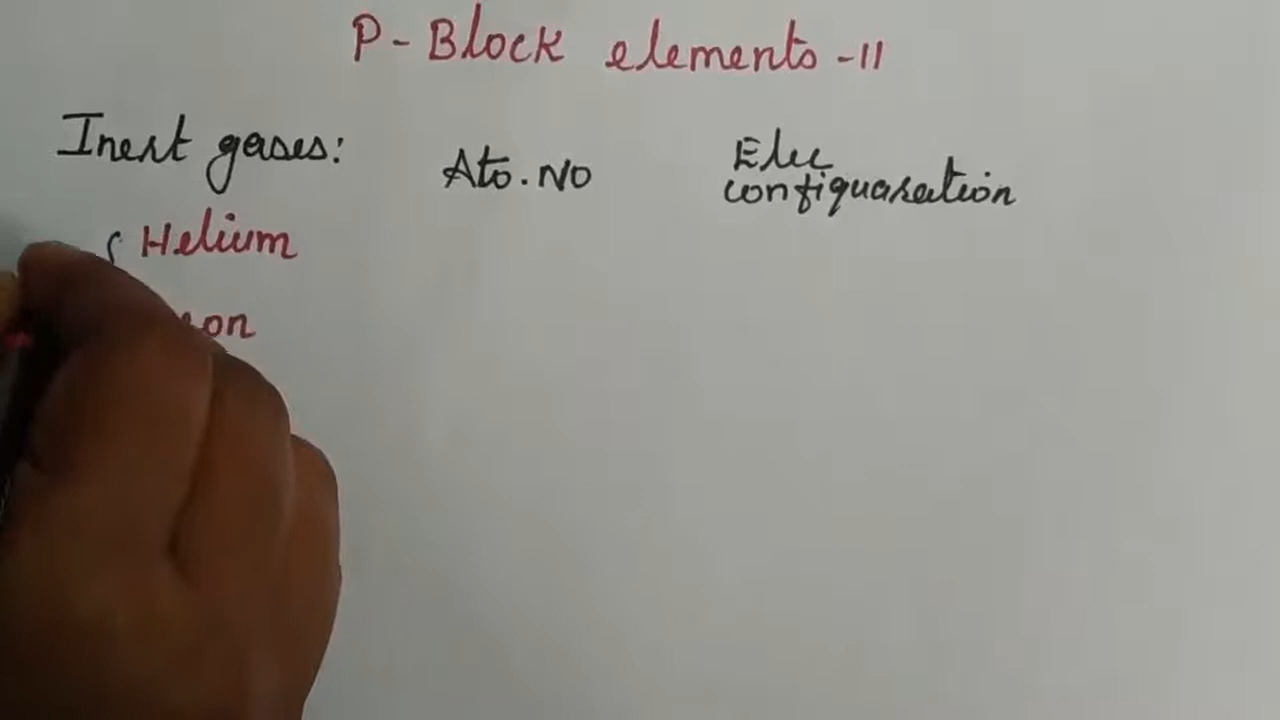 P-Block elements -II
Inert gases:
Ato.No
Elec
configuaration
Helium